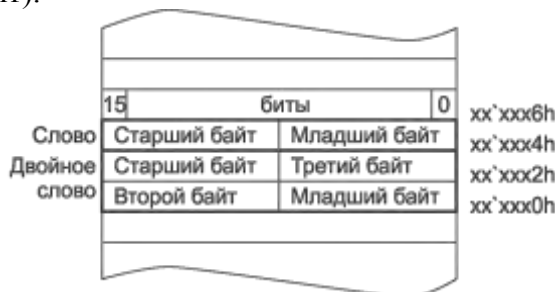 15 биты 0 xx`xxx6h
Слово Старший байт Младший байт xx`xxx4h
Двойное Старший байт Третий байт xx`xxx2h
слово Второй байт Младший байт xx`xxx0h